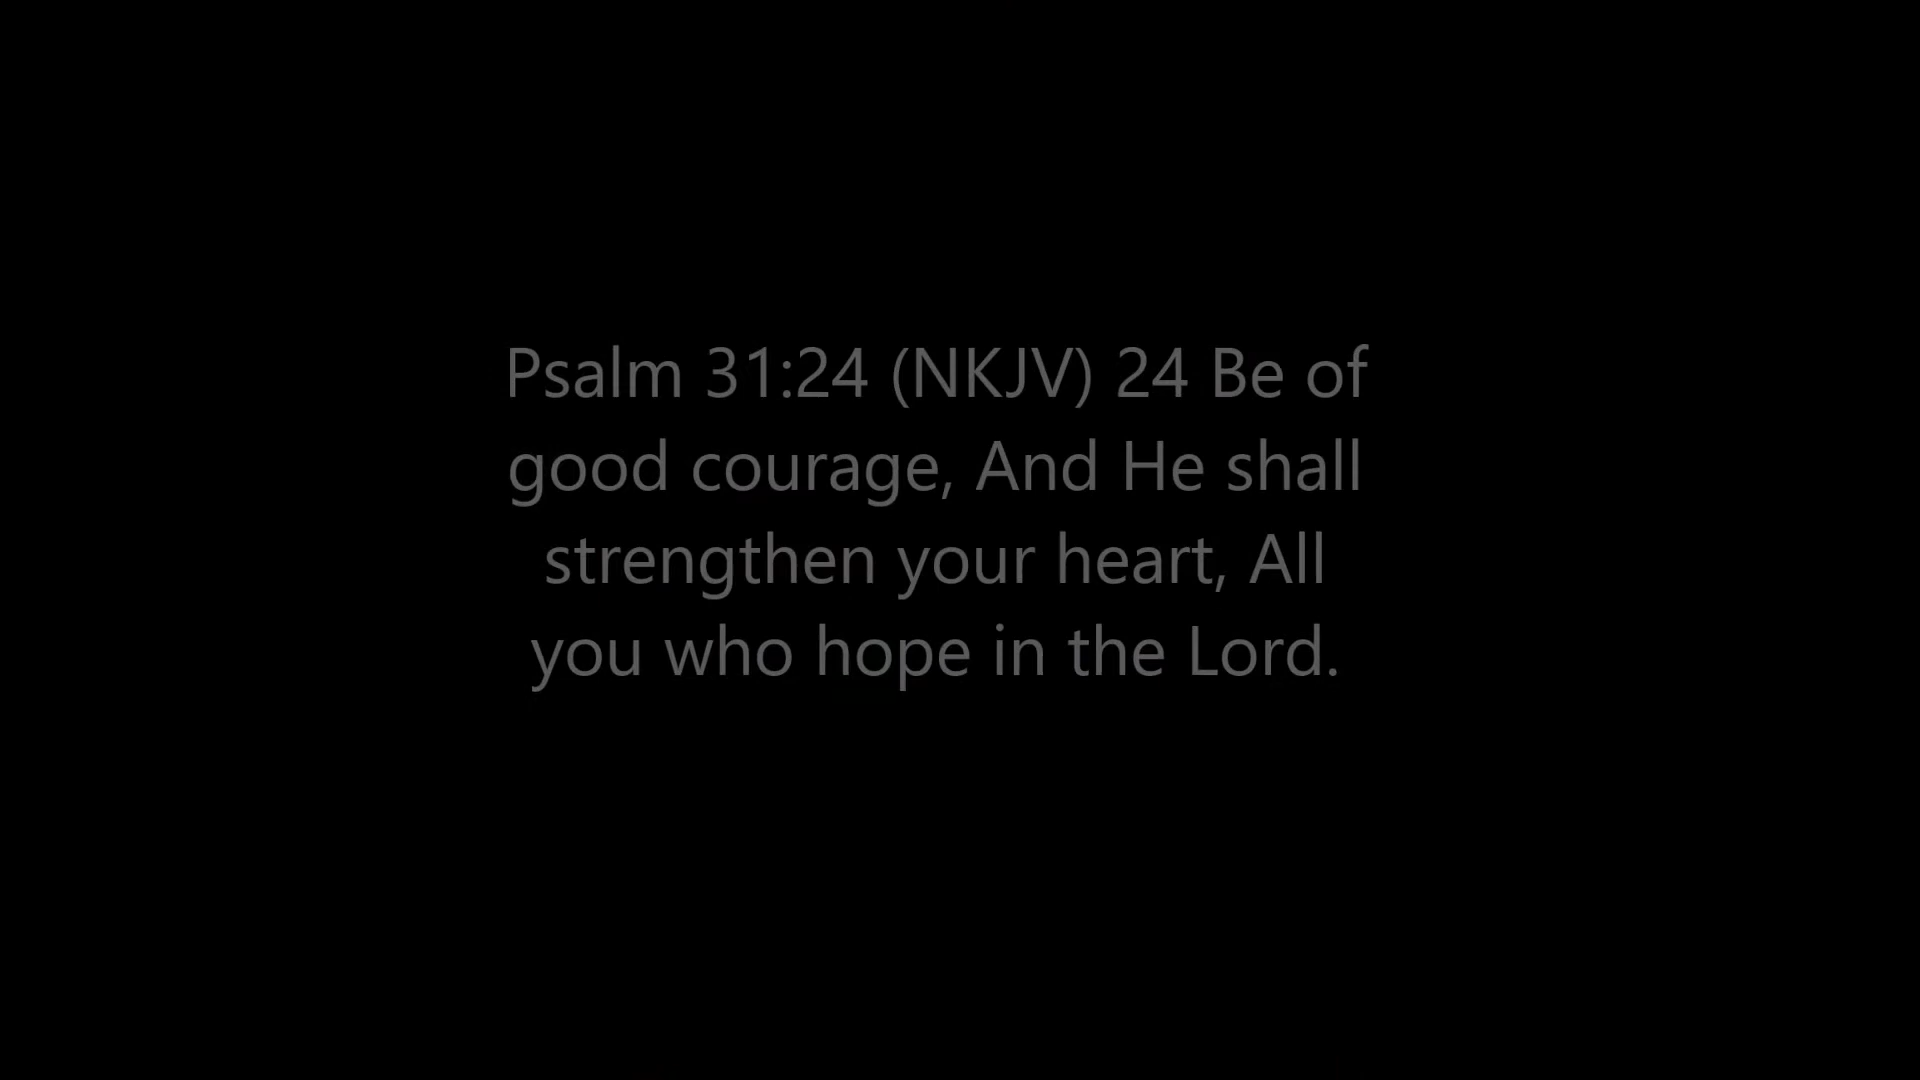 Psalm 31:24 (NKJV) 24 Be of
good courage, And He shall
strengthen your heart, All
you who hope in the Lord.